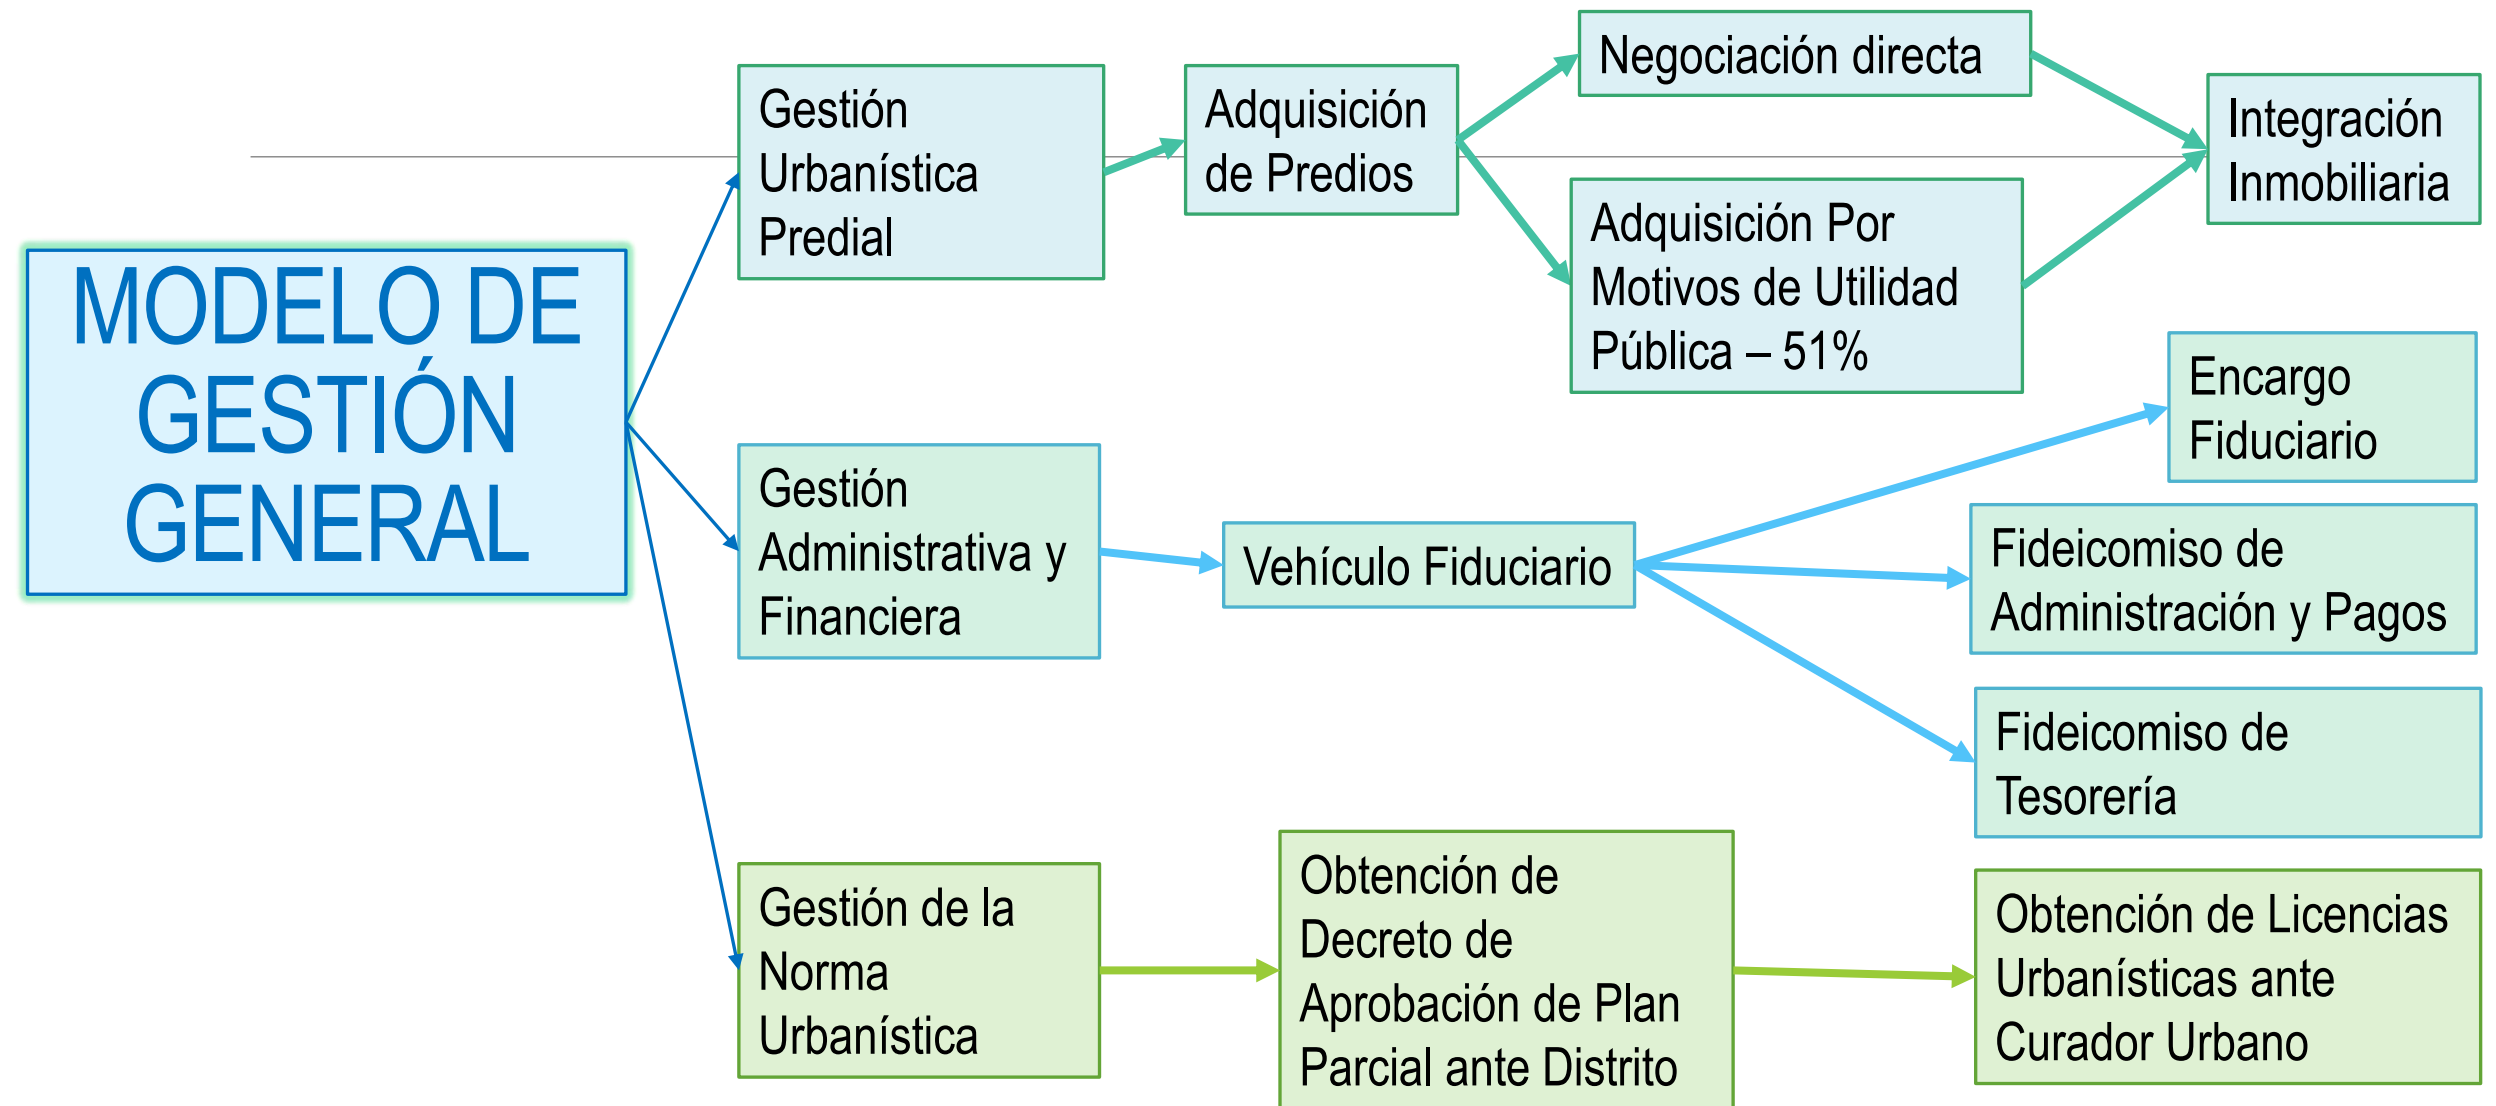 MODELO DE
GESTIÓN
GENERAL
Gestión
Urbanística
Predial
Adquisición
de Predios
Negociación directa
Adquisición Por
Motivos de Utilidad
Pública – 51%
Integración
Inmobiliaria
Gestión
Administrativa y
Financiera
Vehículo Fiduciario
Encargo
Fiduciario
Fideicomiso de
Administración y Pagos
Fideicomiso de
Tesorería
Gestión de la
Norma
Urbanística
Obtención de
Decreto de
Aprobación de Plan
Parcial ante Distrito
Obtención de Licencias
Urbanísticas ante
Curador Urbano